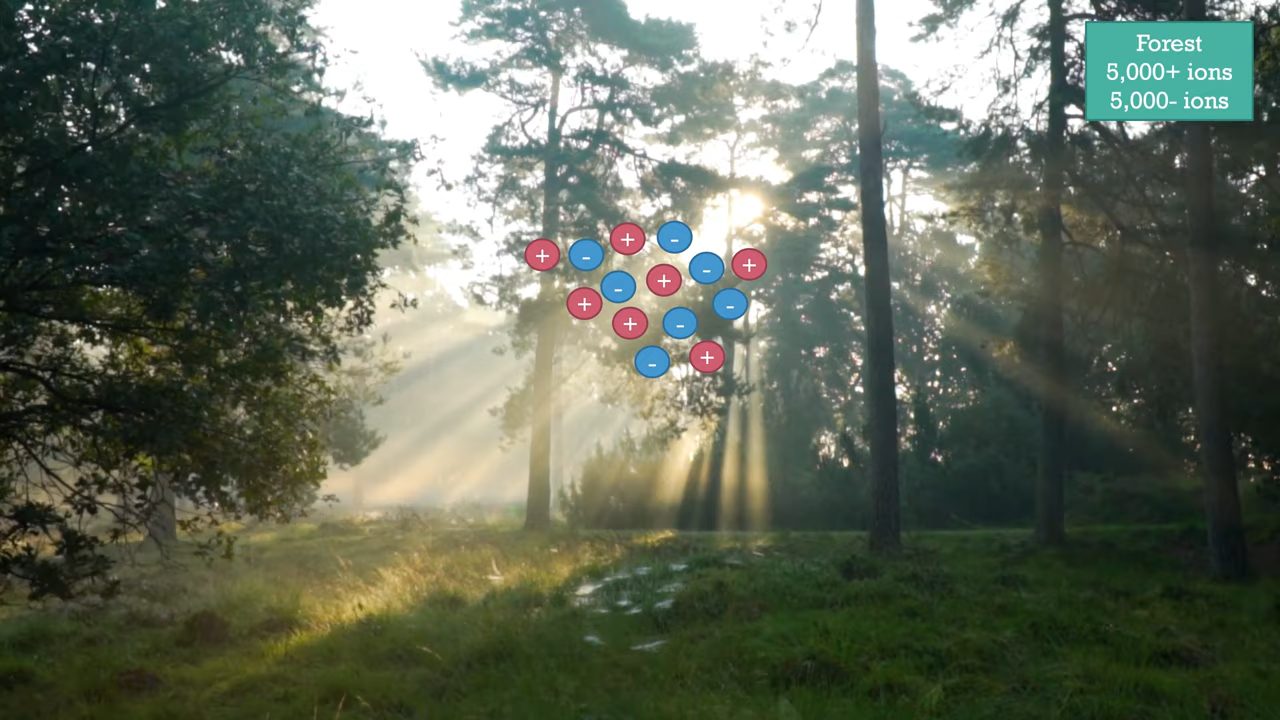 Forest
5,000+ ions
5,000- ions
+ - + -
- +
- +
+ -
+ -
- +